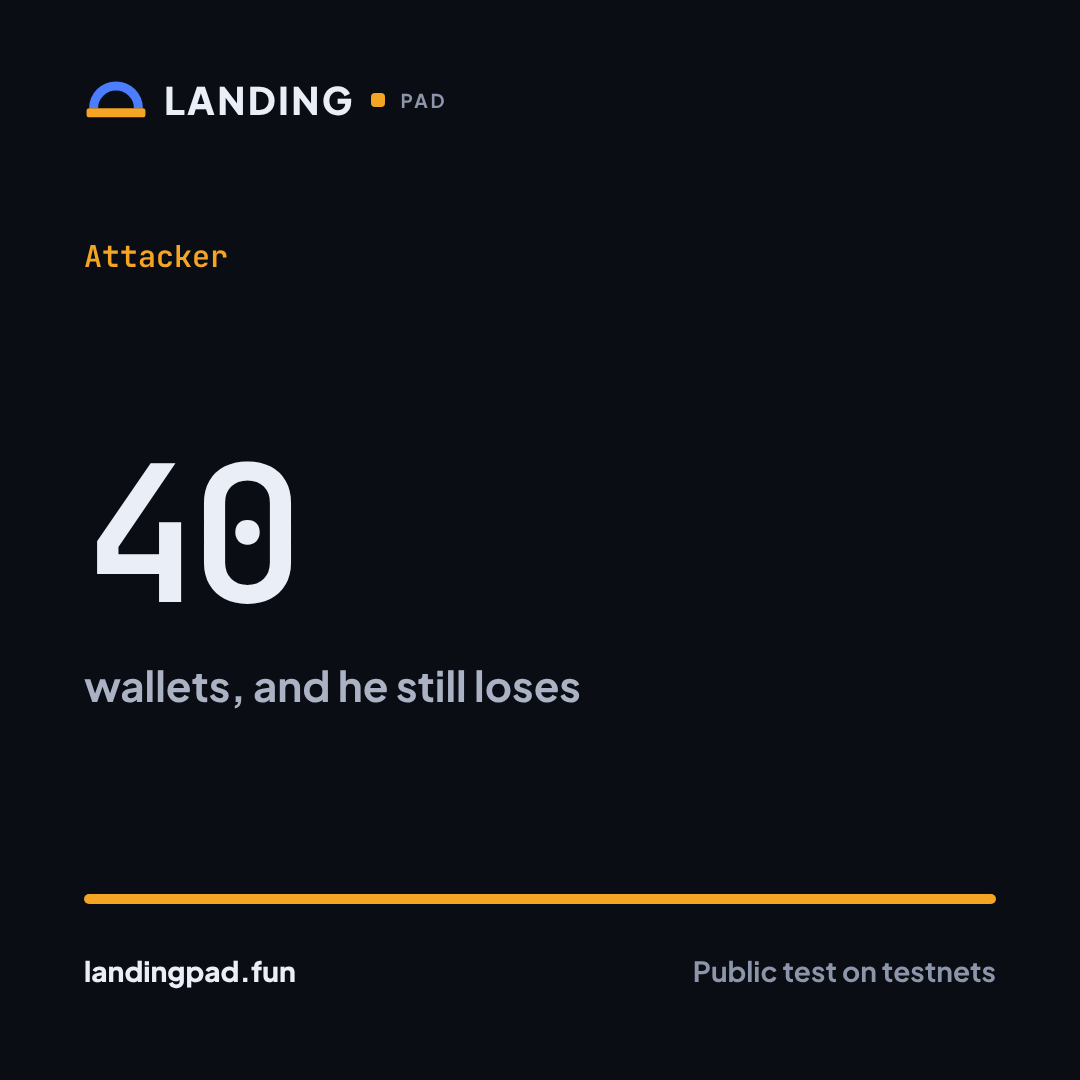 LANDING PAD
Attacker
40
wallets, and he still loses
landingpad.fun
Public test on testnets